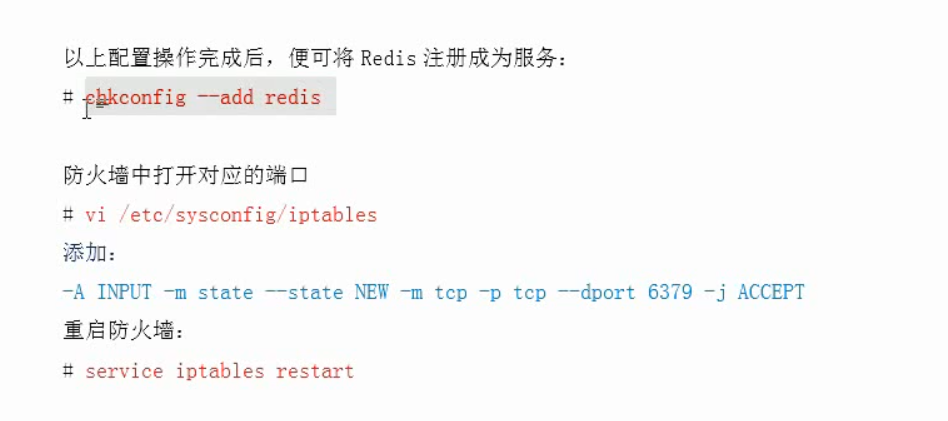 以上配置操作完成后，便可将 Redis 注册成为服务：
# chkconfig --add redis
防火墙中打开对应的端口
# vi /etc/sysconfig/iptables
添加：
-A INPUT -m state --state NEW -m tcp -p tcp --dport 6379 -j ACCEPT
重启防火墙：
# service iptables restart